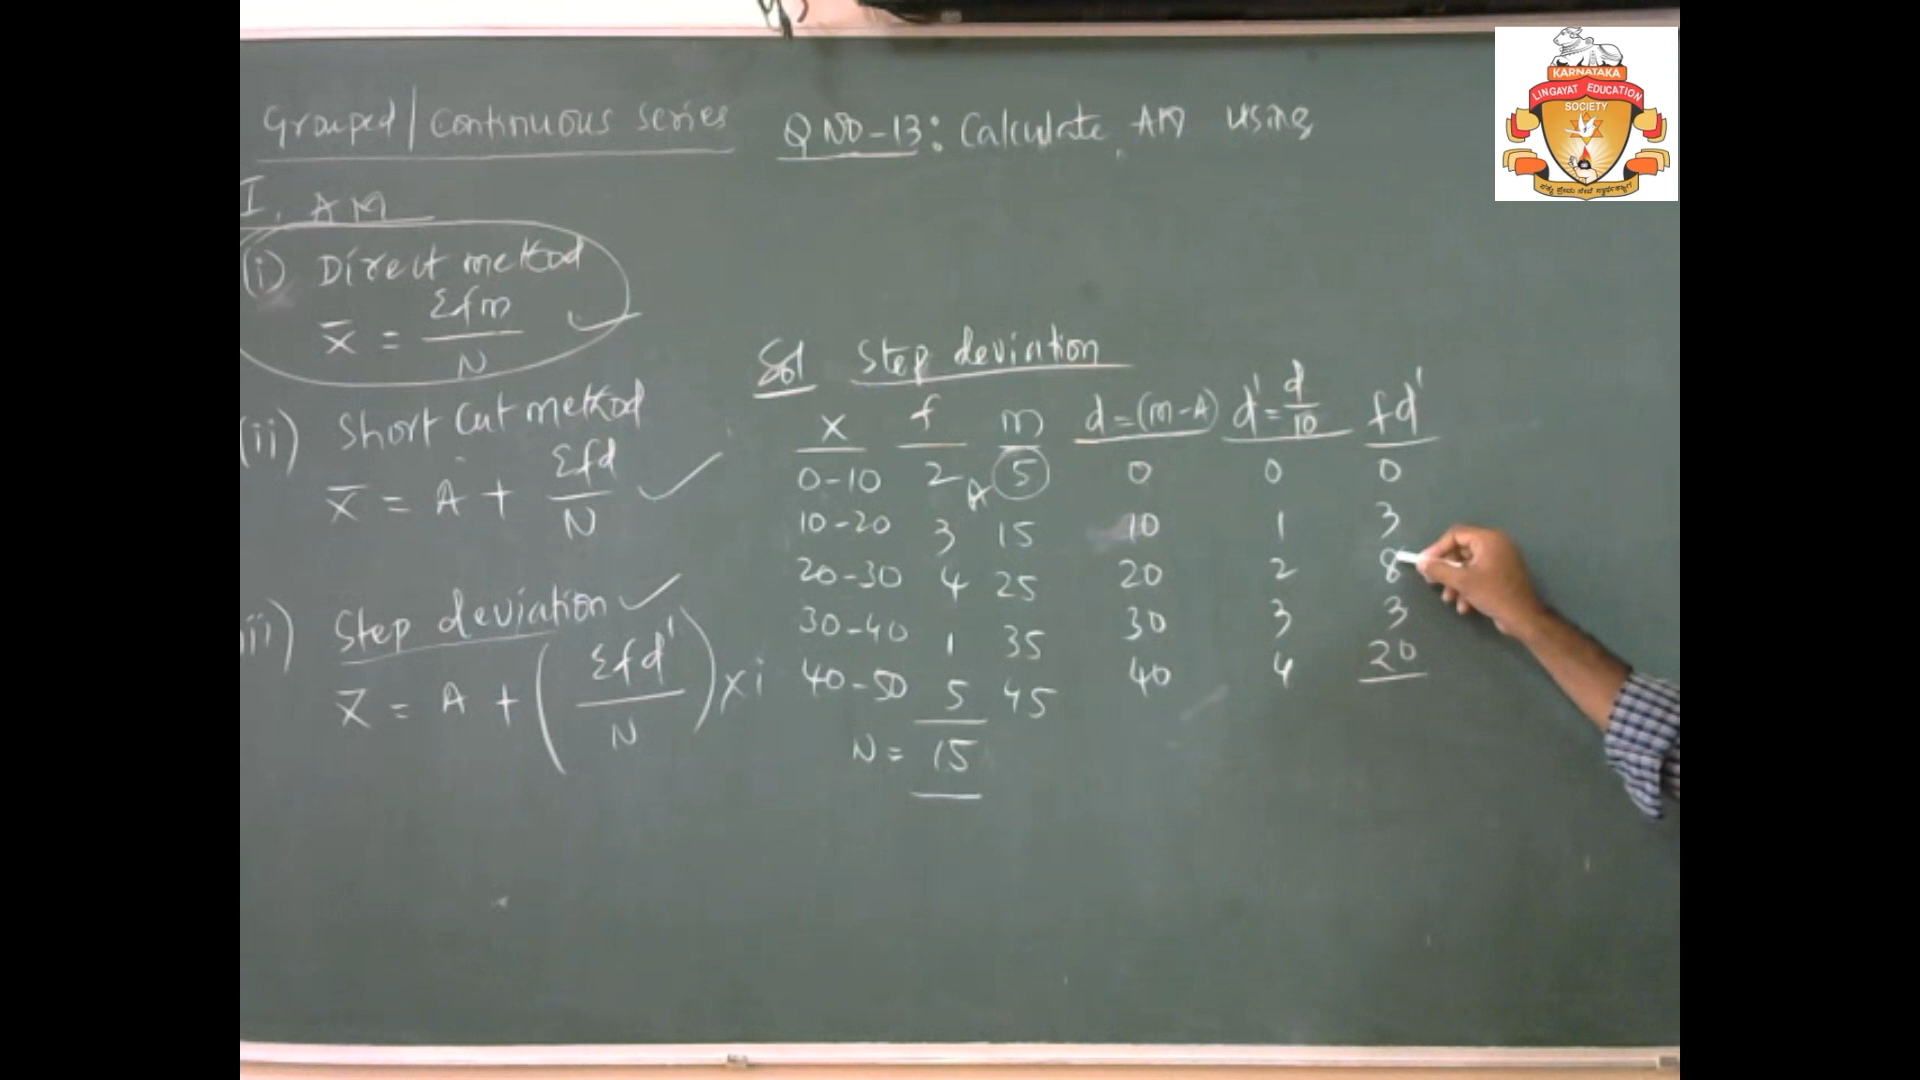 Grouped/Continuous series
I. AM
(i) Direct method
x̄ = Σfm / N
(ii) Short Cut method
x̄ = A + Σfd / N
iii) Step deviation
x̄ = A + (Σfd' / N) x i
Q NO-13: Calculate AM using
Sol Step deviation
x f m d=(m-A) d'=d/10 fd'
0-10 2 A 5 0 0 0
10-20 3 15 10 1 3
20-30 4 25 20 2 8
30-40 1 35 30 3 3
40-50 5 45 40 4 20
N = 15
KARNATAKA
LINGAYAT EDUCATION
SOCIETY